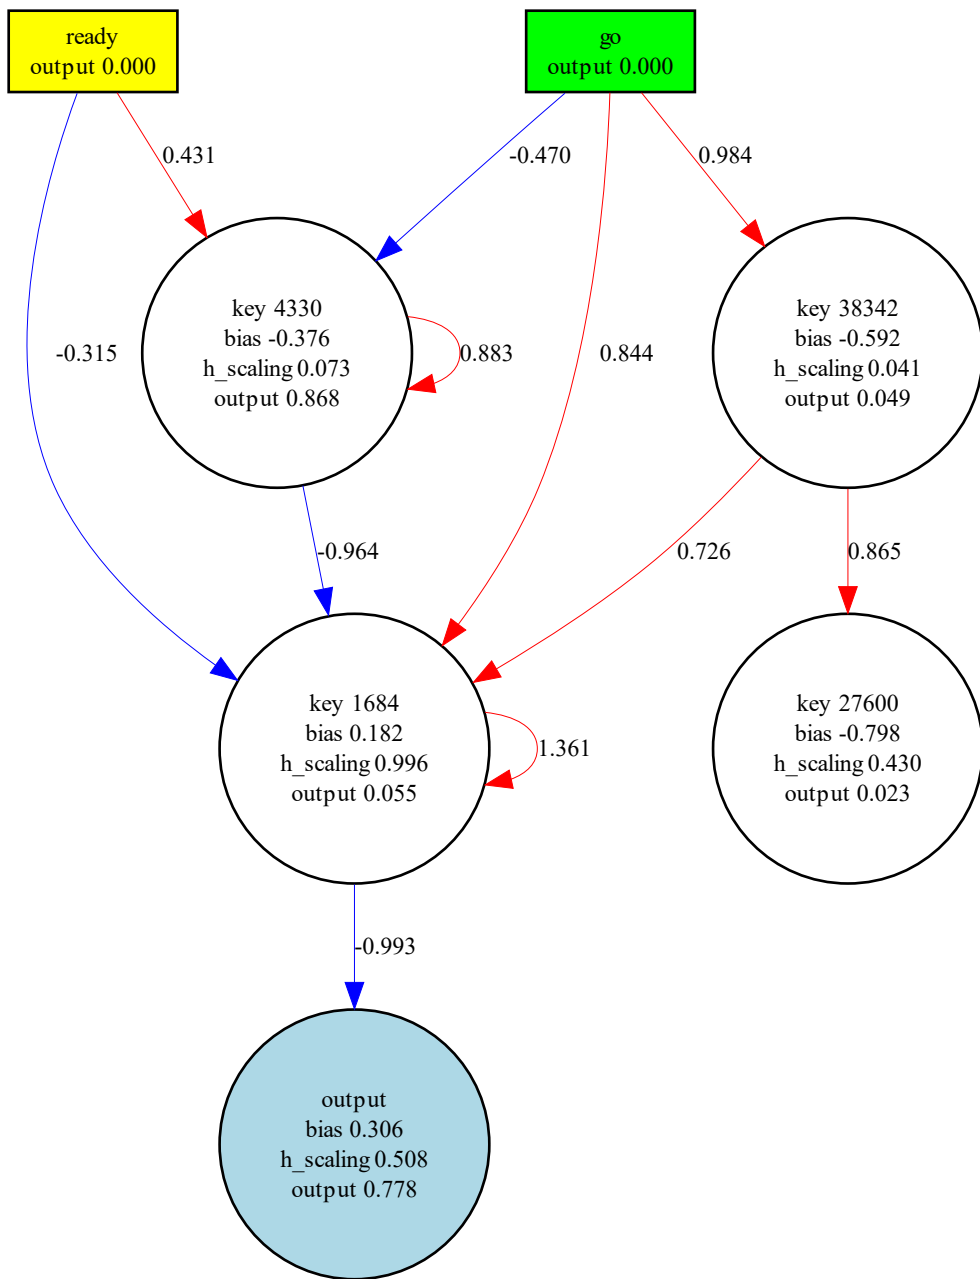 ready
output 0.000
go
output 0.000
0.431
-0.470
0.984
key 4330
bias -0.376
h_scaling 0.073
output 0.868
key 38342
bias -0.592
h_scaling 0.041
output 0.049
-0.315
0.883
0.844
-0.964
0.726
0.865
key 1684
bias 0.182
h_scaling 0.996
output 0.055
1.361
key 27600
bias -0.798
h_scaling 0.430
output 0.023
-0.993
output
bias 0.306
h_scaling 0.508
output 0.778